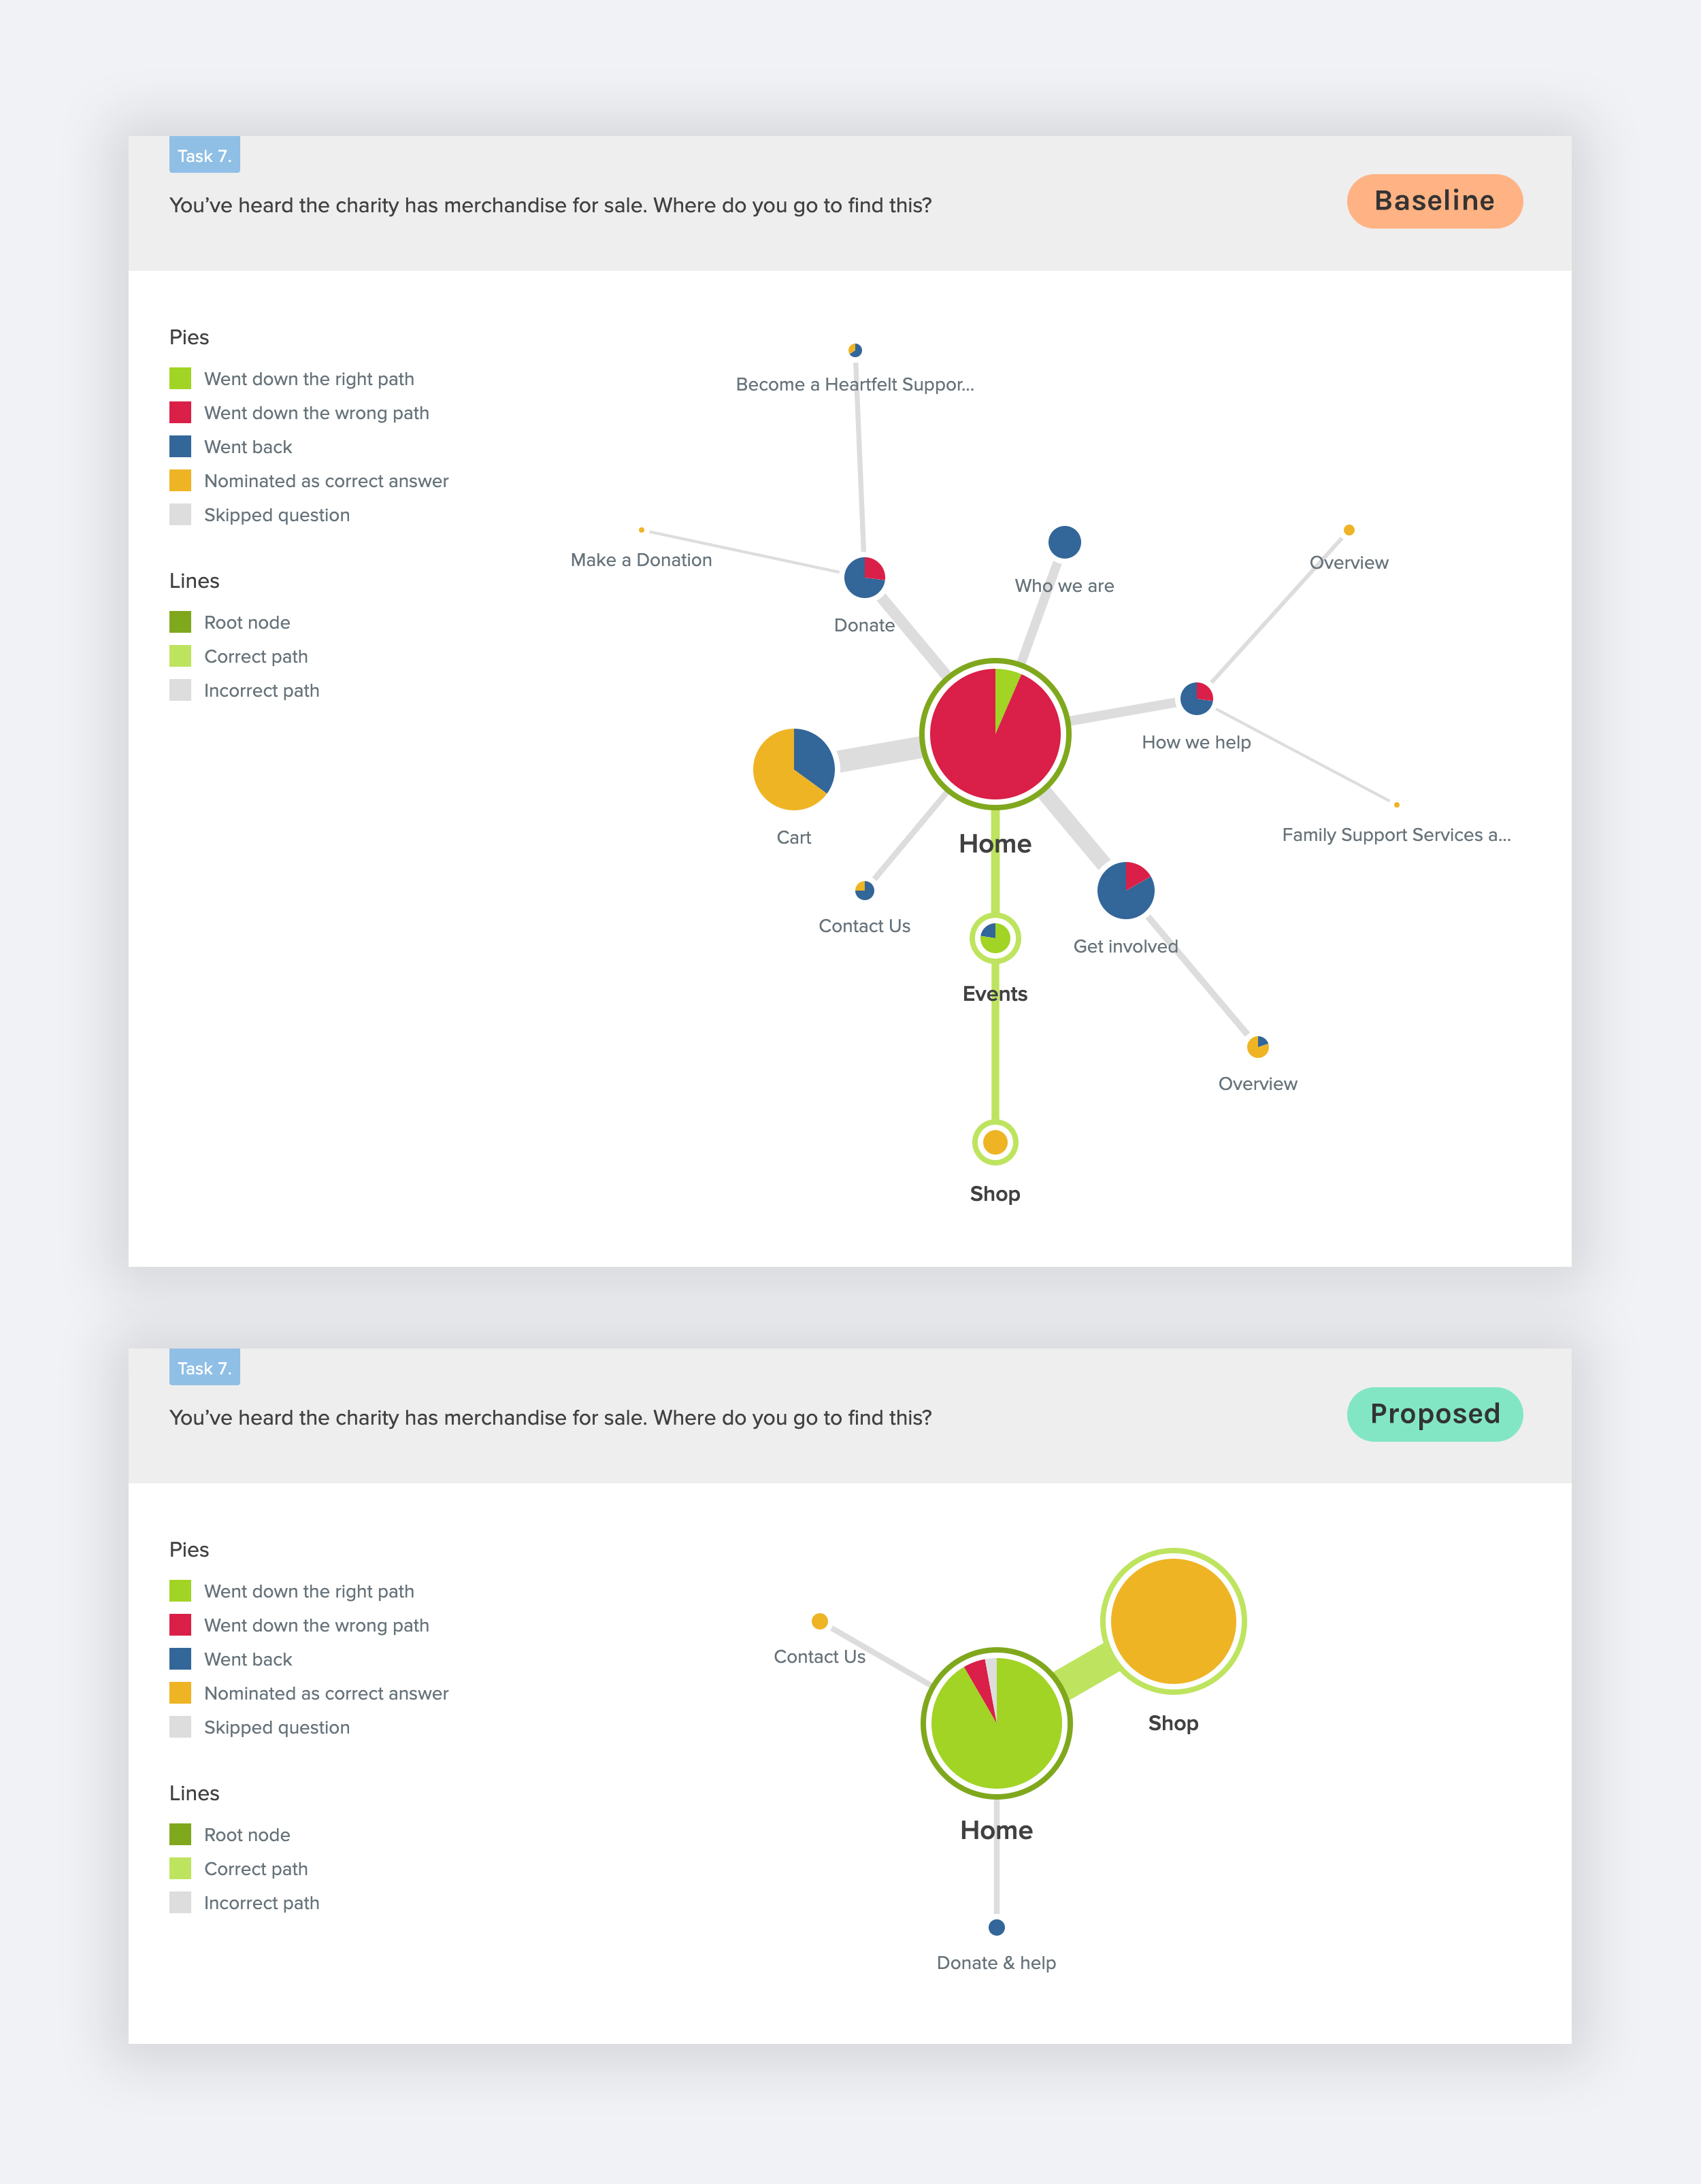 Task 7.
You’ve heard the charity has merchandise for sale. Where do you go to find this?
Baseline
Pies
Went down the right path
Went down the wrong path
Went back
Nominated as correct answer
Skipped question
Lines
Root node
Correct path
Incorrect path
Become a Heartfelt Suppor...
Make a Donation
Donate
Who we are
Overview
How we help
Cart
Home
Family Support Services a...
Contact Us
Get involved
Events
Overview
Shop
Task 7.
You’ve heard the charity has merchandise for sale. Where do you go to find this?
Proposed
Pies
Went down the right path
Went down the wrong path
Went back
Nominated as correct answer
Skipped question
Lines
Root node
Correct path
Incorrect path
Contact Us
Shop
Home
Donate & help